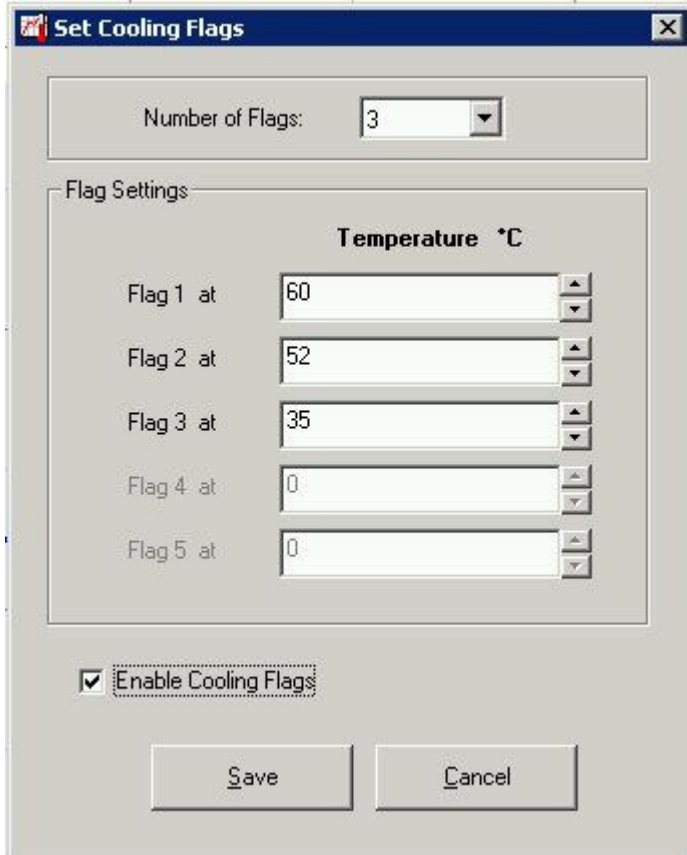 Set Cooling Flags
Number of Flags: 3
Flag Settings
Temperature °C
Flag 1 at 60
Flag 2 at 52
Flag 3 at 35
Flag 4 at 0
Flag 5 at 0
Enable Cooling Flags
Save Cancel